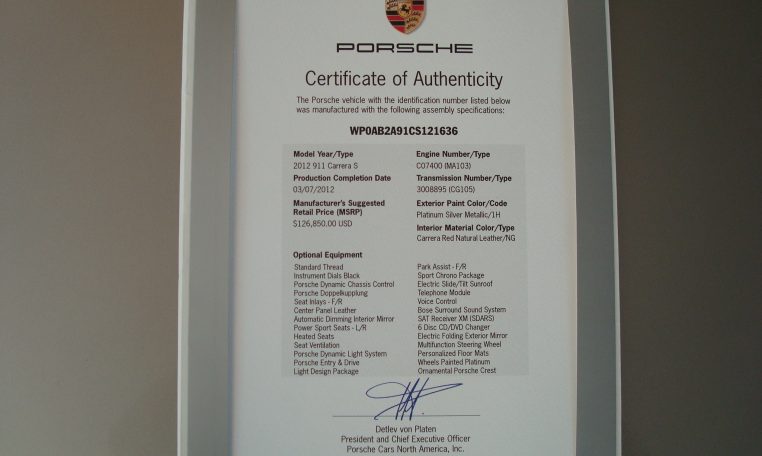 PORSCHE
Certificate of Authenticity
The Porsche vehicle with the identification number listed below
was manufactured with the following assembly specifications:
WP0AB2A91CS121636
Model Year/Type
2012 911 Carrera S
Production Completion Date
03/07/2012
Manufacturer's Suggested
Retail Price (MSRP)
$126,850.00 USD
Engine Number/Type
C07400 (MA103)
Transmission Number/Type
3008895 (CG105)
Exterior Paint Color/Code
Platinum Silver Metallic/1H
Interior Material Color/Type
Carrera Red Natural Leather/NG
Optional Equipment
Standard Thread
Instrument Dials Black
Porsche Dynamic Chassis Control
Porsche Doppelkupplung
Seat Inlays - F/R
Center Panel Leather
Automatic Dimming Interior Mirror
Power Sport Seats - L/R
Heated Seats
Seat Ventilation
Porsche Dynamic Light System
Porsche Entry & Drive
Light Design Package
Park Assist - F/R
Sport Chrono Package
Electric Slide/Tilt Sunroof
Telephone Module
Voice Control
Bose Surround Sound System
SAT Receiver XM (SDARS)
6 Disc CD/DVD Changer
Electric Folding Exterior Mirror
Multifunction Steering Wheel
Personalized Floor Mats
Wheels Painted Platinum
Ornamental Porsche Crest
Detlev von Platen
President and Chief Executive Officer
Porsche Cars North America, Inc.